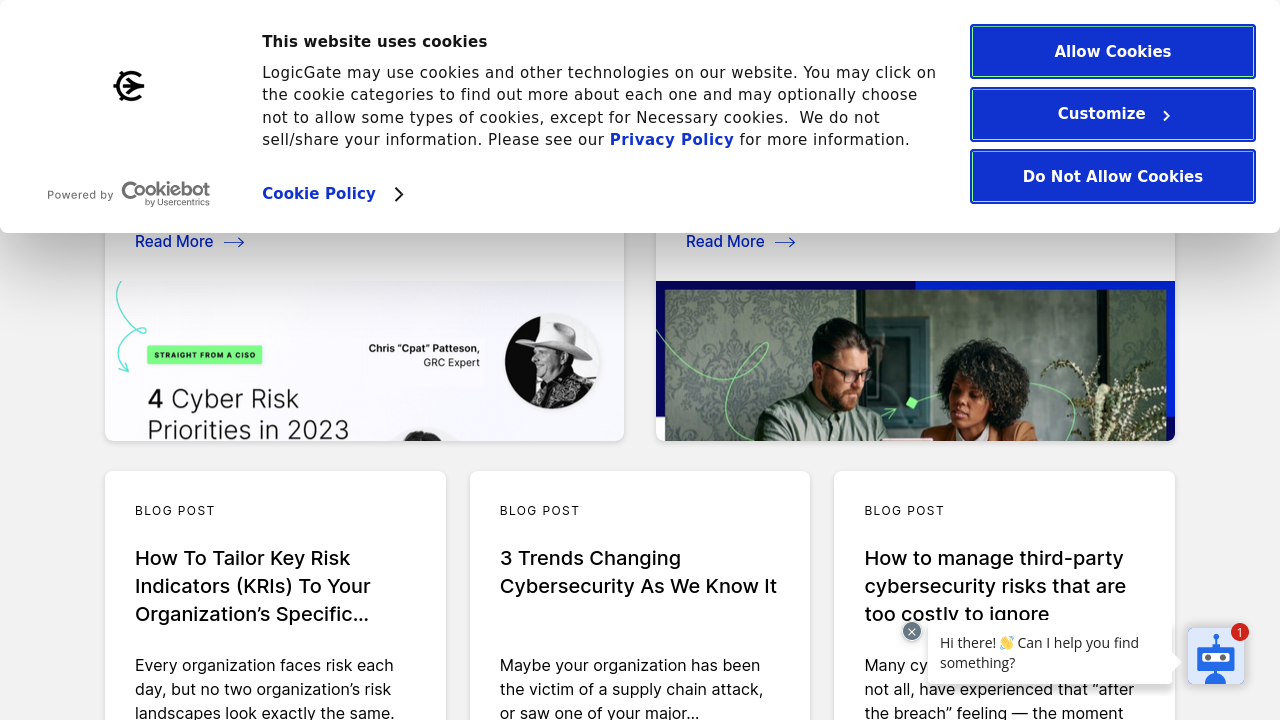 This website uses cookies
LogicGate may use cookies and other technologies on our website. You may click on
the cookie categories to find out more about each one and may optionally choose
not to allow some types of cookies, except for Necessary cookies.  We do not
sell/share your information. Please see our Privacy Policy for more information.
Powered by Cookiebot
by Usercentrics
Cookie Policy
Allow Cookies
Customize
Do Not Allow Cookies
Read More
Read More
STRAIGHT FROM A CISO
Chris “Cpat” Patteson,
GRC Expert
4 Cyber Risk
Priorities in 2023
BLOG POST
How To Tailor Key Risk
Indicators (KRIs) To Your
Organization’s Specific...
Every organization faces risk each
day, but no two organization’s risk
landscapes look exactly the same.
BLOG POST
3 Trends Changing
Cybersecurity As We Know It
Maybe your organization has been
the victim of a supply chain attack,
or saw one of your major...
BLOG POST
How to manage third-party
cybersecurity risks that are
too costly to ignore
Many
not all, have experienced that “after
the breach” feeling — the moment
Hi there! 👋 Can I help you find
something?
1